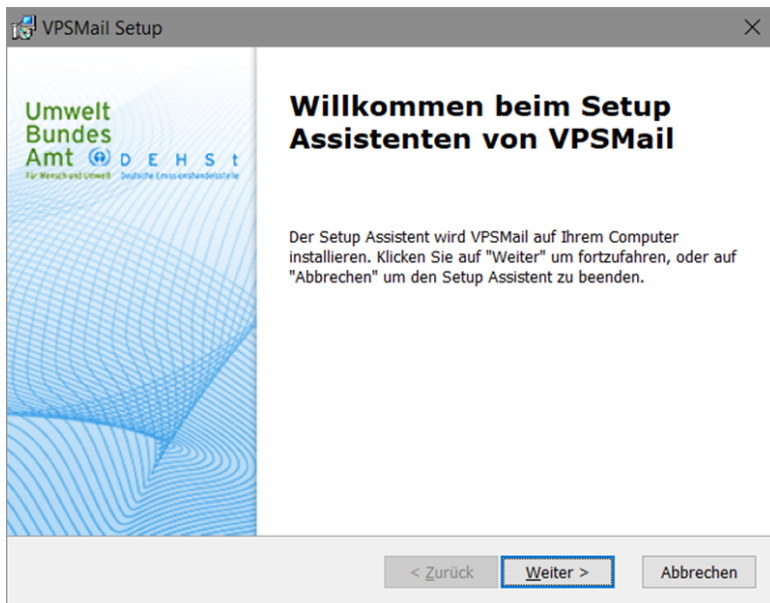 VPSMail Setup
Umwelt
Bundes
Amt D E H S t
Für Mensch und Umwelt Deutsche Emissionshandelsstelle
Willkommen beim Setup
Assistenten von VPSMail
Der Setup Assistent wird VPSMail auf Ihrem Computer
installieren. Klicken Sie auf "Weiter" um fortzufahren, oder auf
"Abbrechen" um den Setup Assistent zu beenden.
< Zurück Weiter > Abbrechen